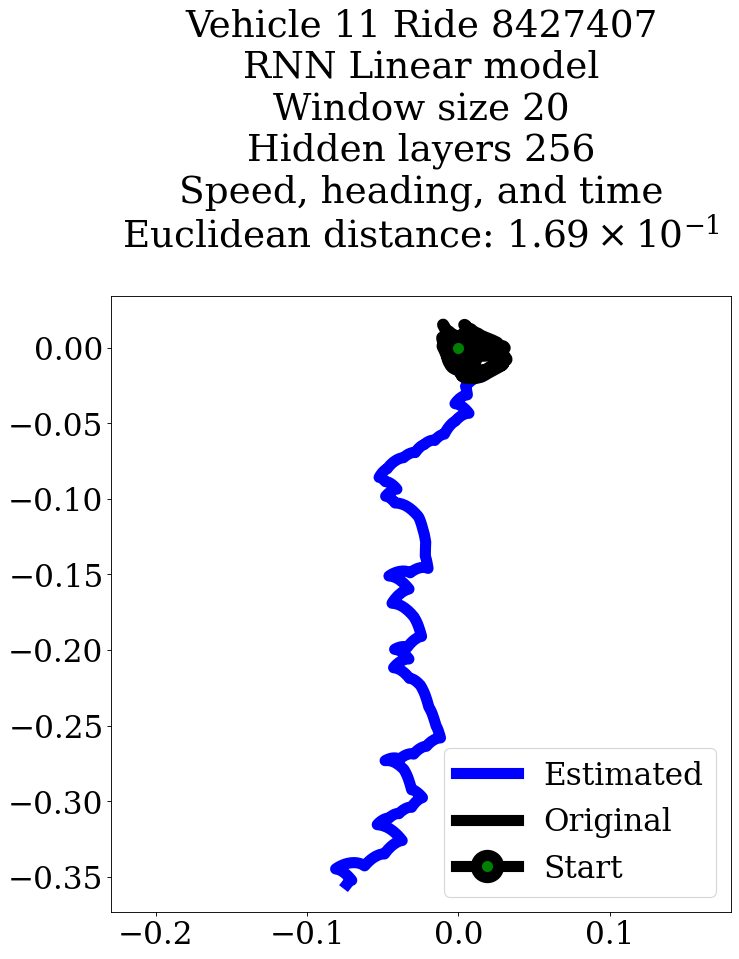 Vehicle 11 Ride 8427407
RNN Linear model
Window size 20
Hidden layers 256
Speed, heading, and time
Euclidean distance: 1.69 × 10⁻¹
0.00
−0.05
−0.10
−0.15
−0.20
−0.25
−0.30
−0.35
Estimated
Original
Start
−0.2
−0.1
0.0
0.1